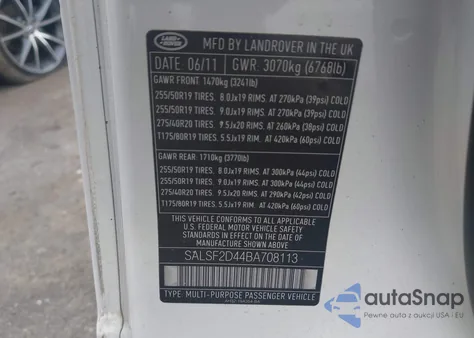 LAND ROVER
MFD BY LANDROVER IN THE UK
DATE 06/11 GWR 3070kg (6768lb)
GAWR FRONT 1470kg (3241lb)
255/50R19 TIRES. 8.0Jx19 RIMS. AT 270kPa (39psi) COLD
255/50R19 TIRES. 9.0Jx19 RIMS. AT 270kPa (39psi) COLD
275/40R20 TIRES. 9.5Jx20 RIMS. AT 260kPa (38psi) COLD
T175/80R19 TIRES. 5.5Jx19 RIM. AT 420kPa (60psi) COLD
GAWR REAR: 1710kg (3770lb)
255/50R19 TIRES. 8.0Jx19 RIMS. AT 300kPa (44psi) COLD
255/50R19 TIRES. 9.0Jx19 RIMS. AT 300kPa (44psi) COLD
275/40R20 TIRES. 9.5Jx20 RIMS. AT 290kPa (42psi) COLD
T175/80R19 TIRES. 5.5Jx19 RIM. AT 420kPa (60psi) COLD
THIS VEHICLE CONFORMS TO ALL APPLICABLE
U.S FEDERAL MOTOR VEHICLE SAFETY
STANDARDS IN EFFECT ON THE DATE OF
MANUFACTURE SHOWN ABOVE
SALSF2D44BA708113
TYPE: MULTI-PURPOSE PASSENGER VEHICLE
autoSnap
Pewne auta z USA i Europy